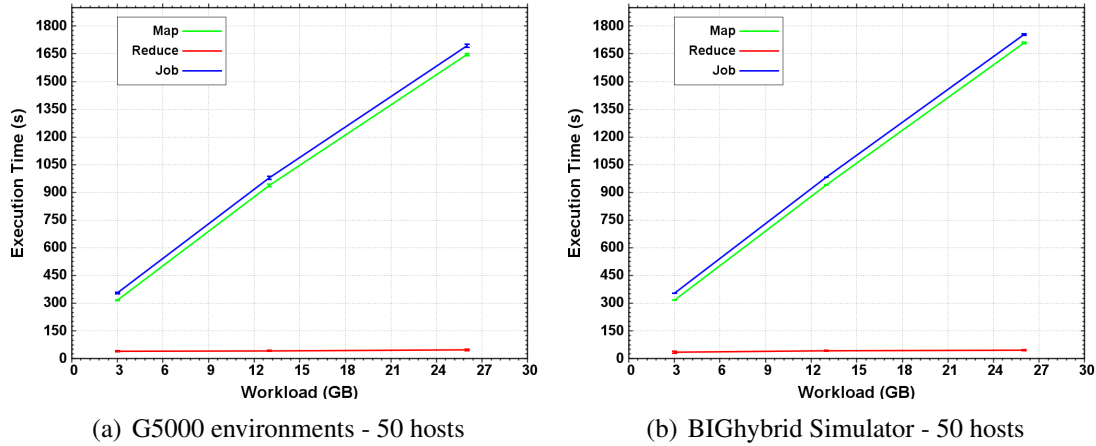 1800
1650
1500
1350
1200
1050
900
750
600
450
300
150
0
Execution Time (s)
Map
Reduce
Job
0 3 6 9 12 15 18 21 24 27 30
Workload (GB)
(a) G5000 environments - 50 hosts
1800
1650
1500
1350
1200
1050
900
750
600
450
300
150
0
Execution Time (s)
Map
Reduce
Job
0 3 6 9 12 15 18 21 24 27 30
Workload (GB)
(b) BIGhybrid Simulator - 50 hosts